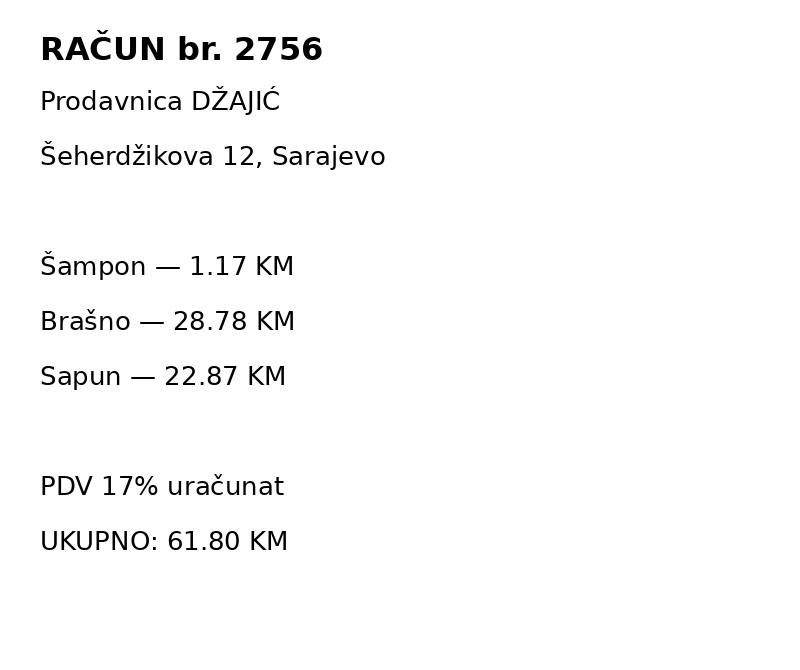 RAČUN br. 2756
Prodavnica DŽAJIĆ
Šeherdžikova 12, Sarajevo
Šampon — 1.17 KM
Brašno — 28.78 KM
Sapun — 22.87 KM
PDV 17% uračunat
UKUPNO: 61.80 KM